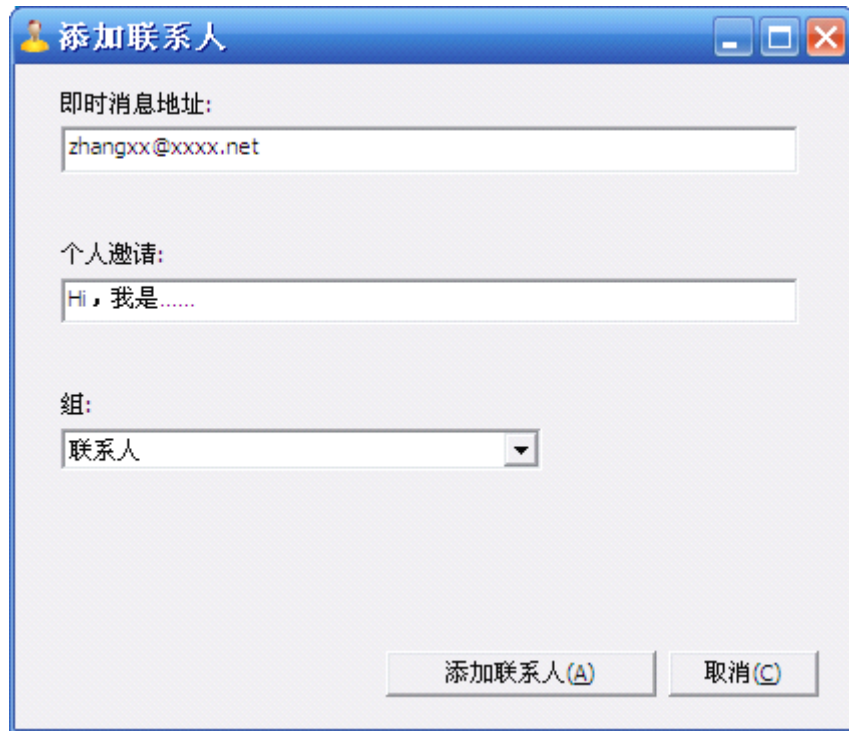 添加联系人
即时消息地址:
zhangxx@xxxx.net
个人邀请:
Hi，我是......
组:
联系人
添加联系人(A) 取消(C)